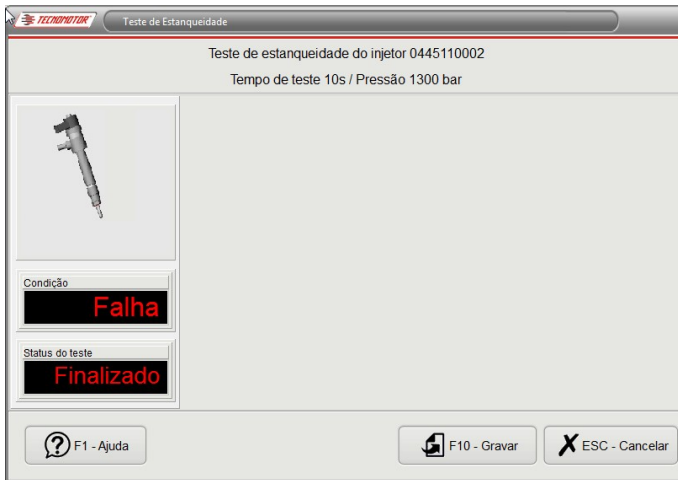 TECNOMOTOR
Teste de Estanqueidade
Teste de estanqueidade do injetor 0445110002
Tempo de teste 10s / Pressão 1300 bar
Condição
Falha
Status do teste
Finalizado
F1 - Ajuda
F10 - Gravar
ESC - Cancelar